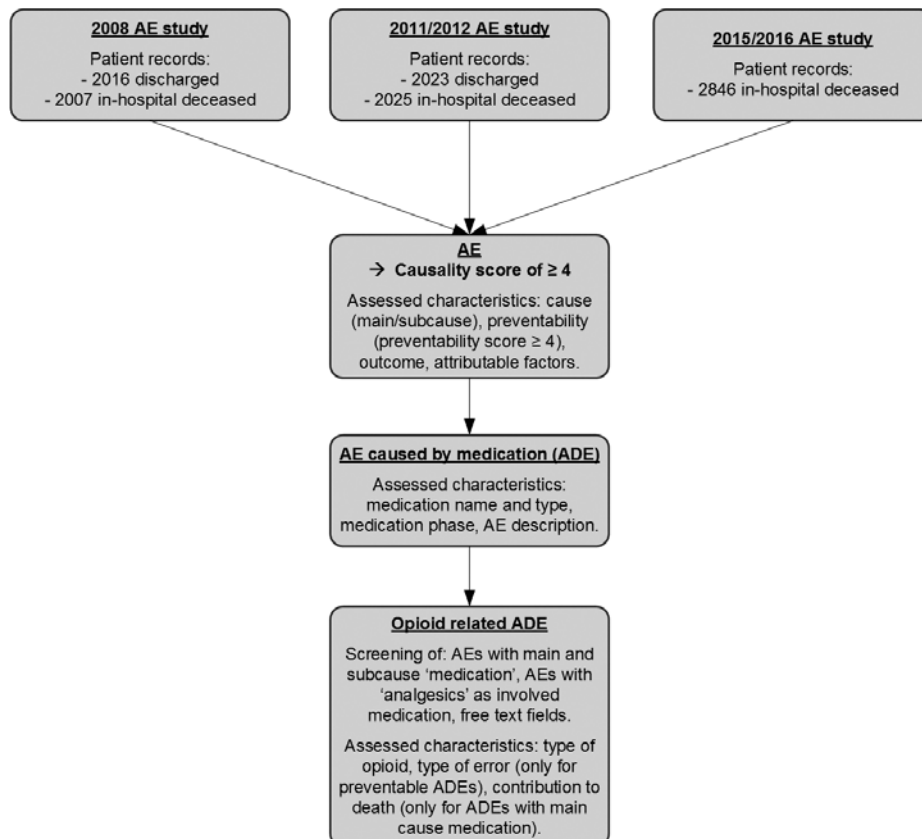 2008 AE study
Patient records:
- 2016 discharged
- 2007 in-hospital deceased
2011/2012 AE study
Patient records:
- 2023 discharged
- 2025 in-hospital deceased
2015/2016 AE study
Patient records:
- 2846 in-hospital deceased
AE
→ Causality score of ≥ 4
Assessed characteristics: cause
(main/subcause), preventability
(preventability score ≥ 4),
outcome, attributable factors.
AE caused by medication (ADE)
Assessed characteristics:
medication name and type,
medication phase, AE description.
Opioid related ADE
Screening of: AEs with main and
subcause ‘medication’, AEs with
‘analgesics’ as involved
medication, free text fields.
Assessed characteristics: type of
opioid, type of error (only for
preventable ADEs), contribution to
death (only for ADEs with main
cause medication).